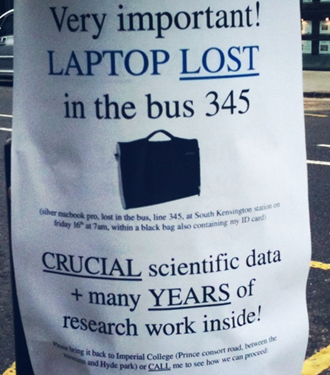 Very important!
LAPTOP LOST
in the bus 345
(silver macbook pro, lost in the bus, line 345, at South Kensington station on
friday 16th at 7am, within a black bag also containing my ID card)
CRUCIAL scientific data
+ many YEARS of
research work inside!
Please bring it back to Imperial College (Prince consort road, between the
museums and Hyde park) or CALL me to see how we can proceed.